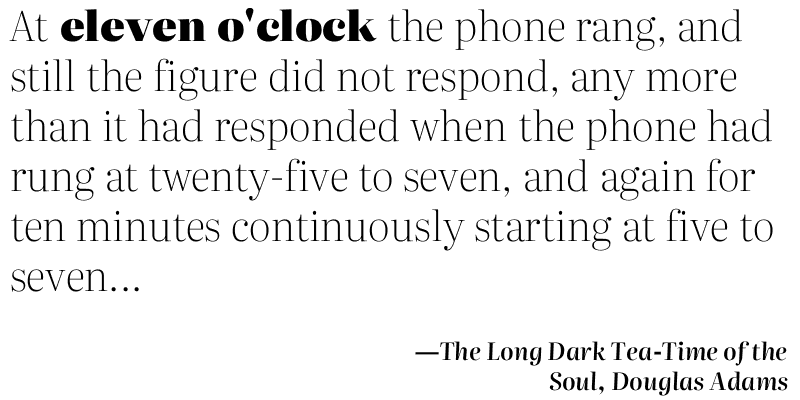 At eleven o'clock the phone rang, and
still the figure did not respond, any more
than it had responded when the phone had
rung at twenty-five to seven, and again for
ten minutes continuously starting at five to
seven...
—The Long Dark Tea-Time of the
Soul, Douglas Adams